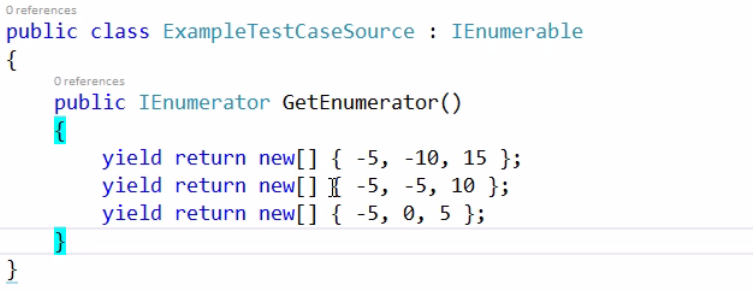 0 references
public class ExampleTestCaseSource : IEnumerable
{
0 references
public IEnumerator GetEnumerator()
{
yield return new[] { -5, -10, 15 };
yield return new[] { -5, -5, 10 };
yield return new[] { -5, 0, 5 };
}
}